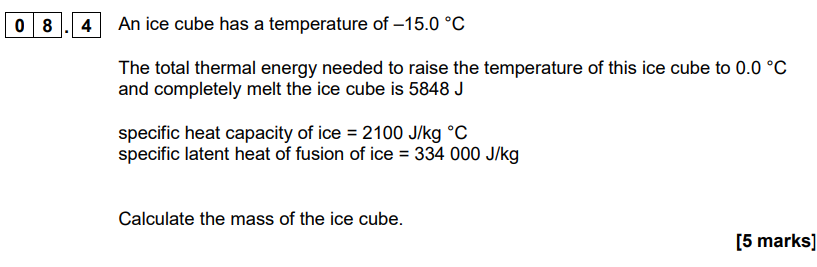 0 8 . 4 An ice cube has a temperature of –15.0 °C
The total thermal energy needed to raise the temperature of this ice cube to 0.0 °C
and completely melt the ice cube is 5848 J
specific heat capacity of ice = 2100 J/kg °C
specific latent heat of fusion of ice = 334 000 J/kg
Calculate the mass of the ice cube.
[5 marks]